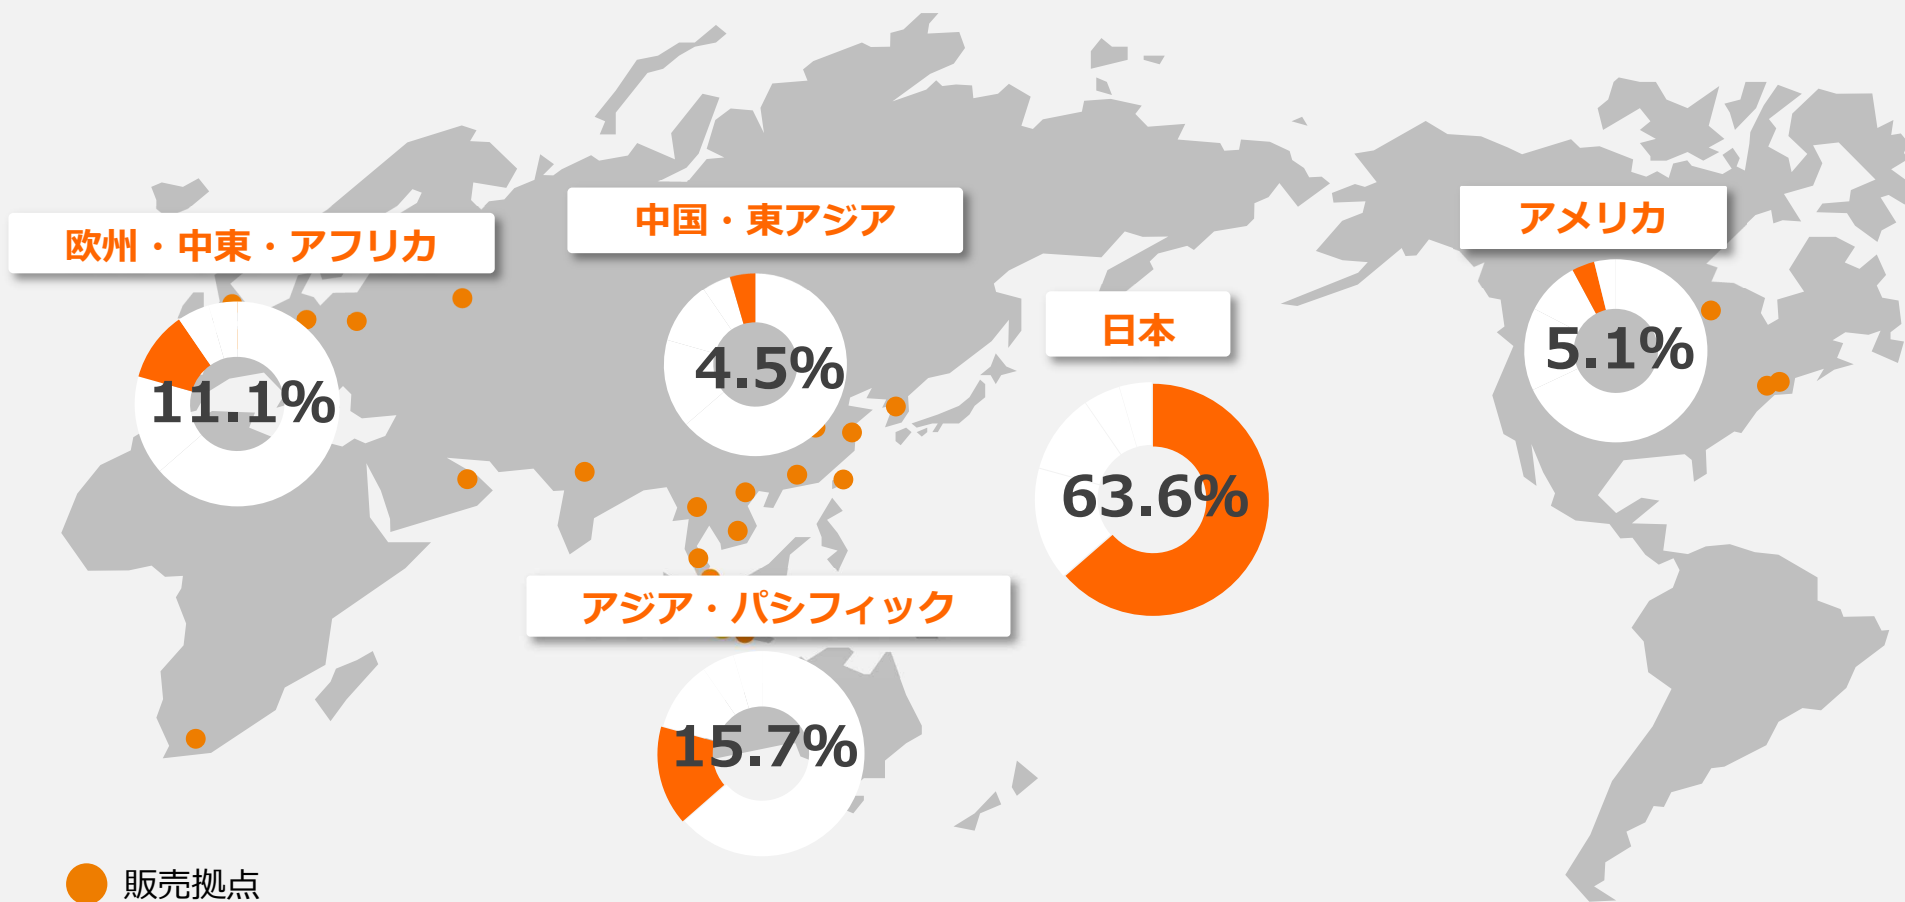 欧州・中東・アフリカ
11.1%
中国・東アジア
4.5%
日本
63.6%
アメリカ
5.1%
アジア・パシフィック
15.7%
販売拠点